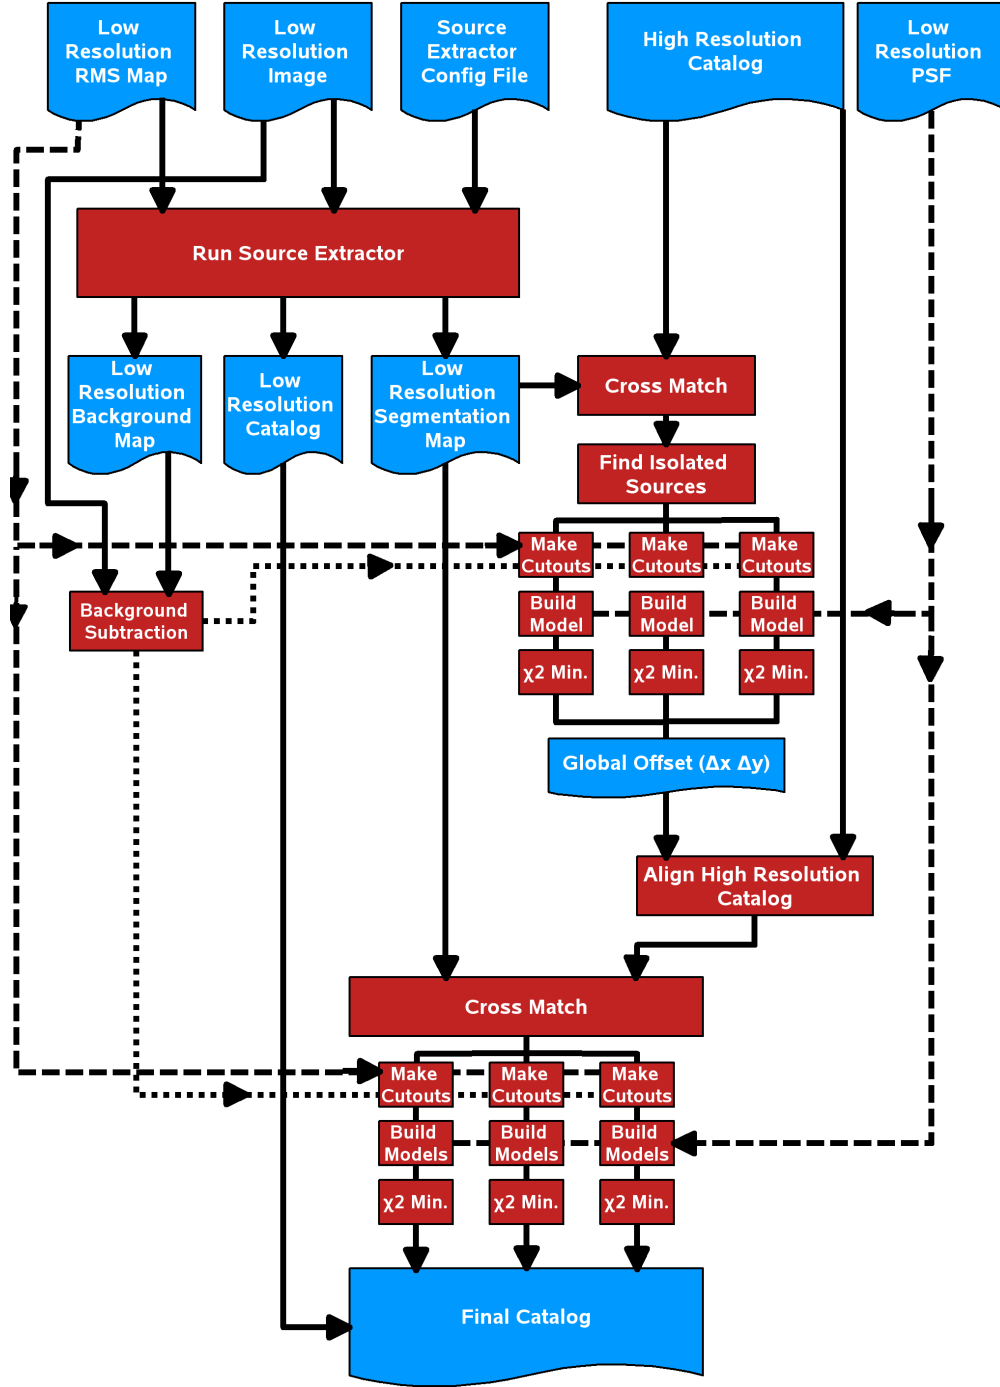 Low
Resolution
RMS Map
Low
Resolution
Image
Source
Extractor
Config File
High Resolution
Catalog
Low
Resolution
PSF
Run Source Extractor
Low
Resolution
Background
Map
Low
Resolution
Catalog
Low
Resolution
Segmentation
Map
Cross Match
Find Isolated
Sources
Make
Cutouts
Make
Cutouts
Make
Cutouts
Background
Subtraction
Build
Model
Build
Model
Build
Model
χ2 Min.
χ2 Min.
χ2 Min.
Global Offset (Δx Δy)
Align High Resolution
Catalog
Cross Match
Make
Cutouts
Make
Cutouts
Make
Cutouts
Build
Models
Build
Models
Build
Models
χ2 Min.
χ2 Min.
χ2 Min.
Final Catalog